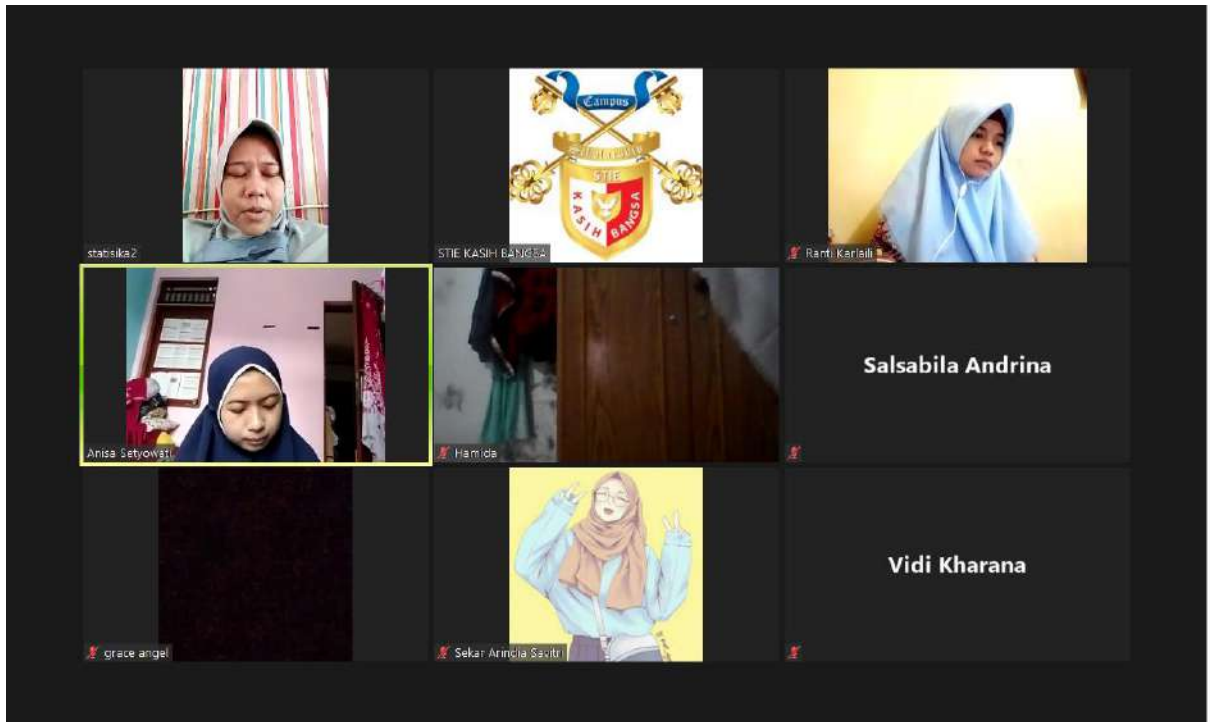 statisika2
Campus
STIE
KASIH BANGSA
STIE KASIH BANGSA
Ranti Karlaili
Anisa Setyowati
Hamida
Salsabila Andrina
grace angel
Sekar Arindia Savitri
Vidi Kharana